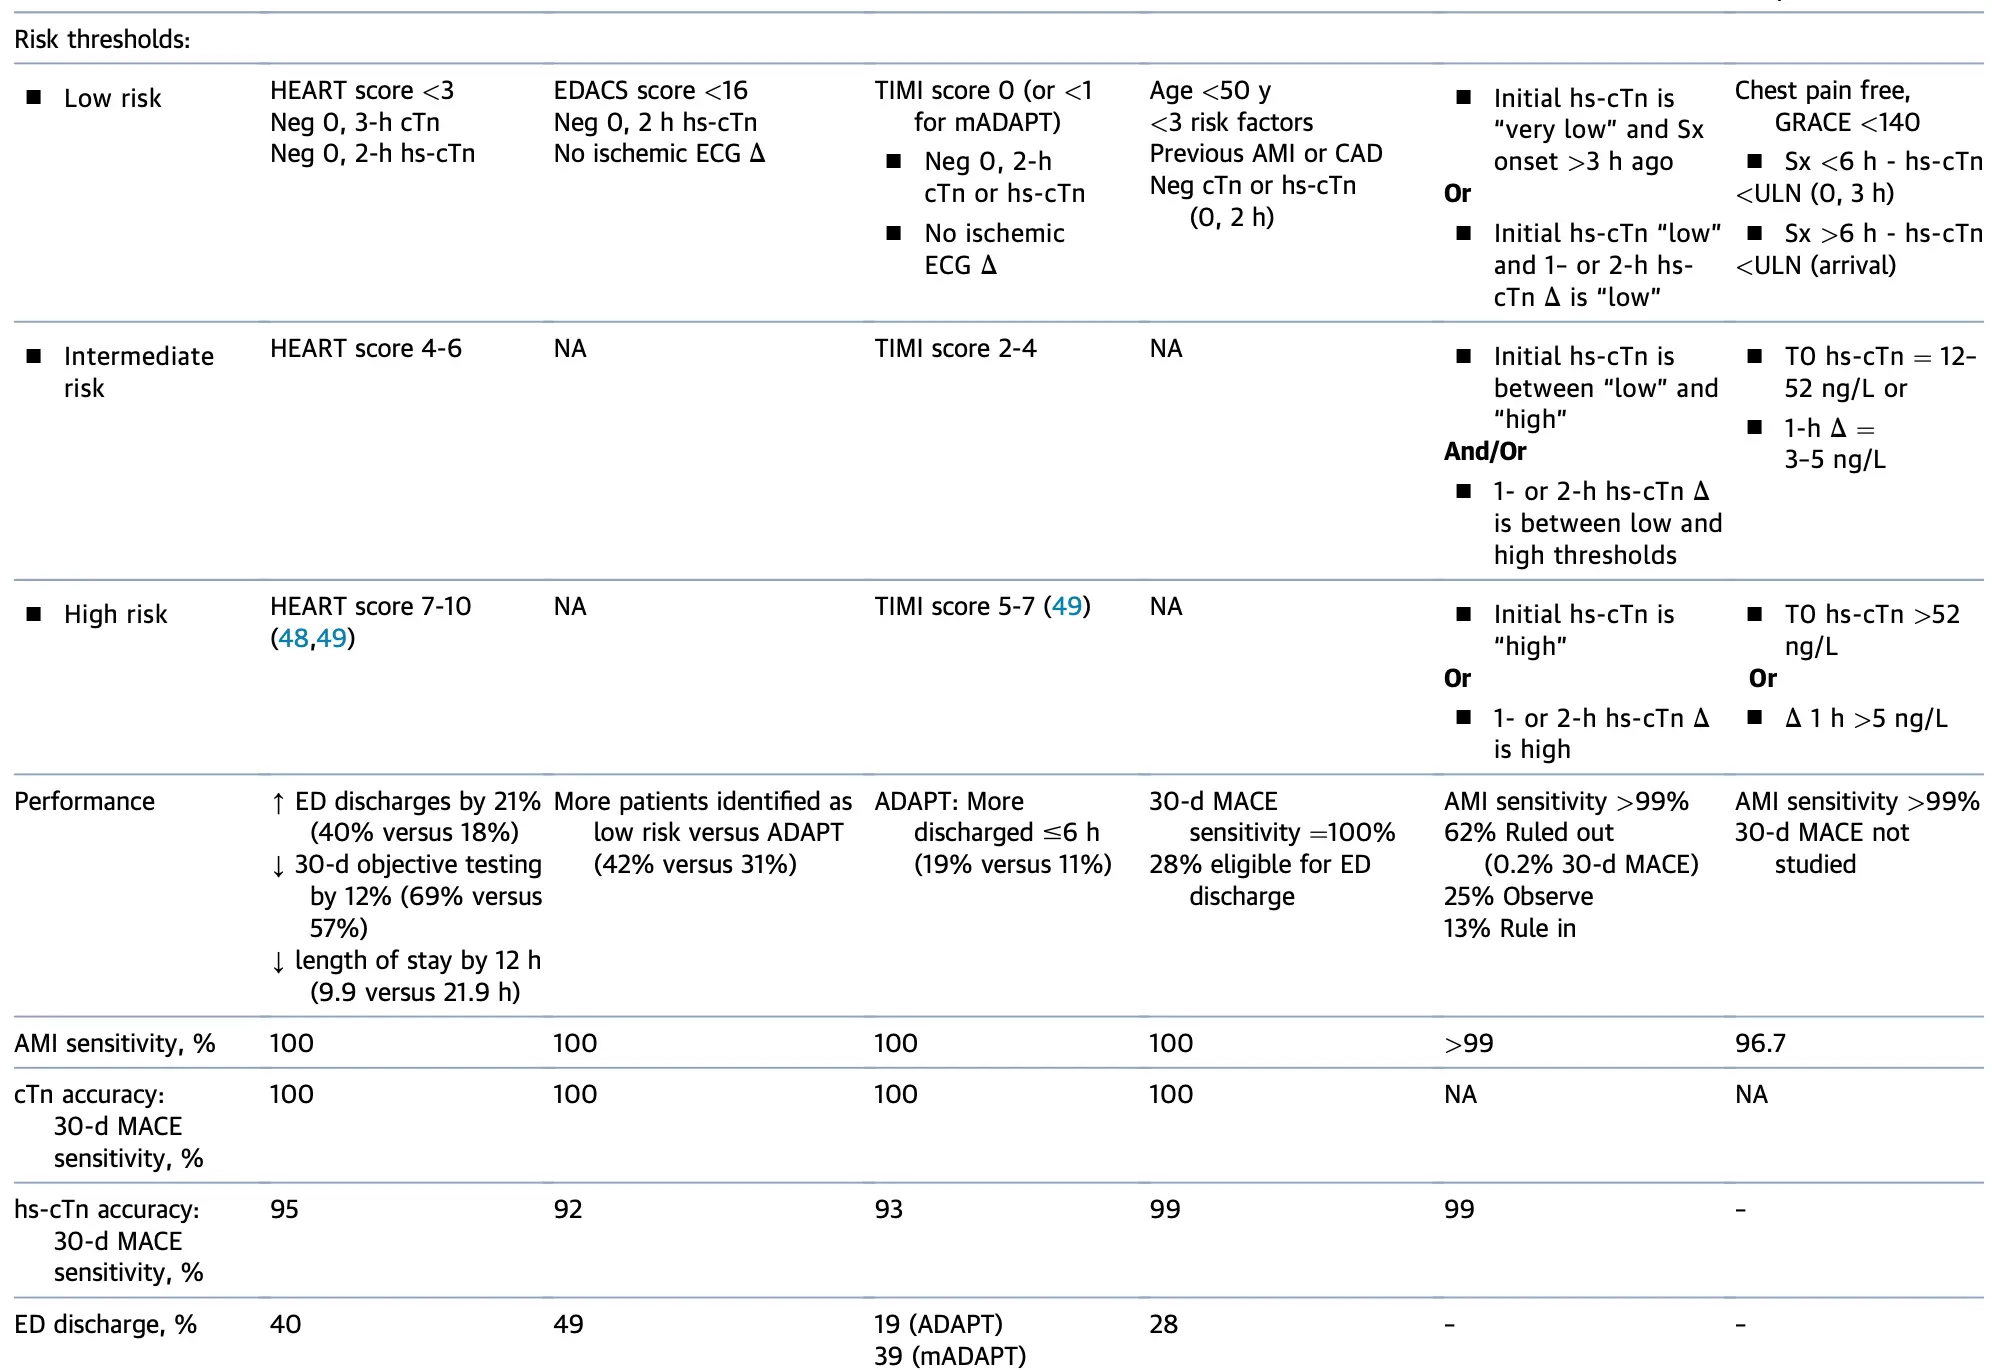 Risk thresholds:
■ Low risk
HEART score <3
Neg 0, 3-h cTn
Neg 0, 2-h hs-cTn
EDACS score <16
Neg 0, 2 h hs-cTn
No ischemic ECG Δ
TIMI score 0 (or <1
for mADAPT)
■ Neg 0, 2-h
cTn or hs-cTn
■ No ischemic
ECG Δ
Age <50 y
<3 risk factors
Previous AMI or CAD
Neg cTn or hs-cTn
(0, 2 h)
■ Initial hs-cTn is
“very low” and Sx
onset >3 h ago
Or
■ Initial hs-cTn “low”
and 1– or 2-h hs-
cTn Δ is “low”
Chest pain free,
GRACE <140
■ Sx <6 h - hs-cTn
<ULN (0, 3 h)
■ Sx >6 h - hs-cTn
<ULN (arrival)
■ Intermediate
risk
HEART score 4-6
NA
TIMI score 2-4
NA
■ Initial hs-cTn is
between “low” and
“high”
And/Or
■ 1- or 2-h hs-cTn Δ
is between low and
high thresholds
■ T0 hs-cTn = 12–
52 ng/L or
■ 1-h Δ =
3–5 ng/L
■ High risk
HEART score 7-10
(48,49)
NA
TIMI score 5-7 (49)
NA
■ Initial hs-cTn is
“high”
Or
■ 1- or 2-h hs-cTn Δ
is high
■ T0 hs-cTn >52
ng/L
Or
■ Δ 1 h >5 ng/L
Performance
↑ ED discharges by 21%
(40% versus 18%)
↓ 30-d objective testing
by 12% (69% versus
57%)
↓ length of stay by 12 h
(9.9 versus 21.9 h)
More patients identified as
low risk versus ADAPT
(42% versus 31%)
ADAPT: More
discharged ≤6 h
(19% versus 11%)
30-d MACE
sensitivity =100%
28% eligible for ED
discharge
AMI sensitivity >99%
62% Ruled out
(0.2% 30-d MACE)
25% Observe
13% Rule in
AMI sensitivity >99%
30-d MACE not
studied
AMI sensitivity, %
100
100
100
100
>99
96.7
cTn accuracy:
30-d MACE
sensitivity, %
100
100
100
100
NA
NA
hs-cTn accuracy:
30-d MACE
sensitivity, %
95
92
93
99
99
–
ED discharge, %
40
49
19 (ADAPT)
39 (mADAPT)
28
–
–